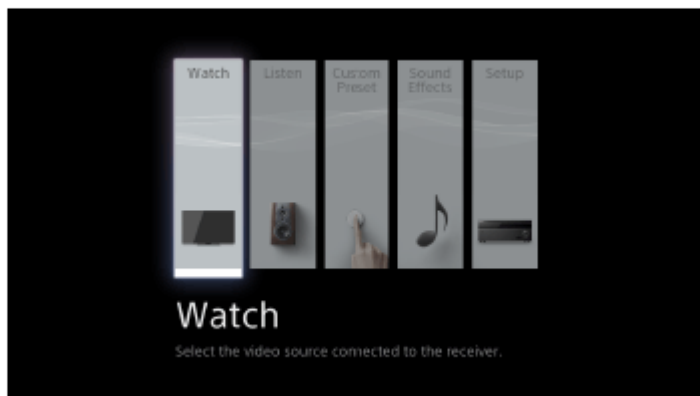 Watch
Listen
Custom
Preset
Sound
Effects
Setup
Watch
Select the video source connected to the receiver.